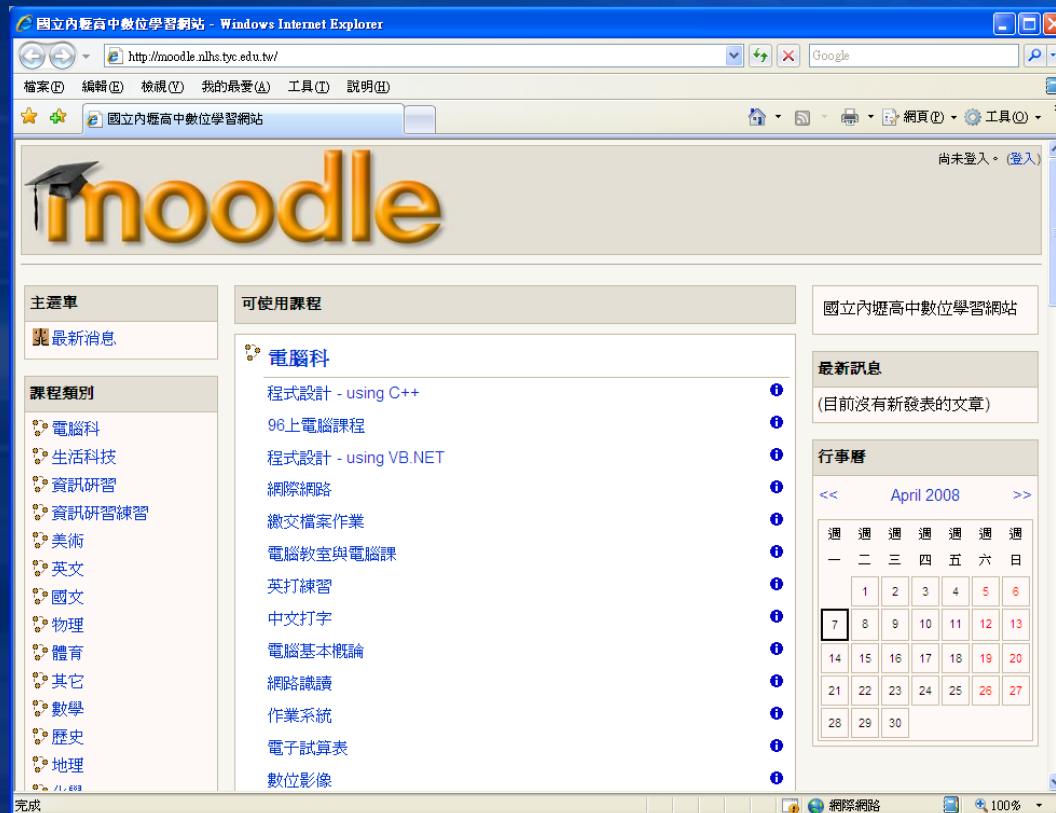 國立內壢高中數位學習網站 - Windows Internet Explorer
http://moodle.nlhs.tyc.edu.tw/
Google
檔案(F) 編輯(E) 檢視(V) 我的最愛(A) 工具(T) 說明(H)
國立內壢高中數位學習網站
網頁(P) 工具(O)
moodle
尚未登入。(登入)
主選單
最新消息
課程類別
電腦科
生活科技
資訊研習
資訊研習練習
美術
英文
國文
物理
體育
其它
數學
歷史
地理
化學
可使用課程
電腦科
程式設計 - using C++
96上電腦課程
程式設計 - using VB.NET
網際網路
繳交檔案作業
電腦教室與電腦課
英打練習
中文打字
電腦基本概論
網路識讀
作業系統
電子試算表
數位影像
國立內壢高中數位學習網站
最新訊息
(目前沒有新發表的文章)
行事曆
<< April 2008 >>
週一 週二 週三 週四 週五 週六 週日
1 2 3 4 5 6
7 8 9 10 11 12 13
14 15 16 17 18 19 20
21 22 23 24 25 26 27
28 29 30
完成
網際網路
100%